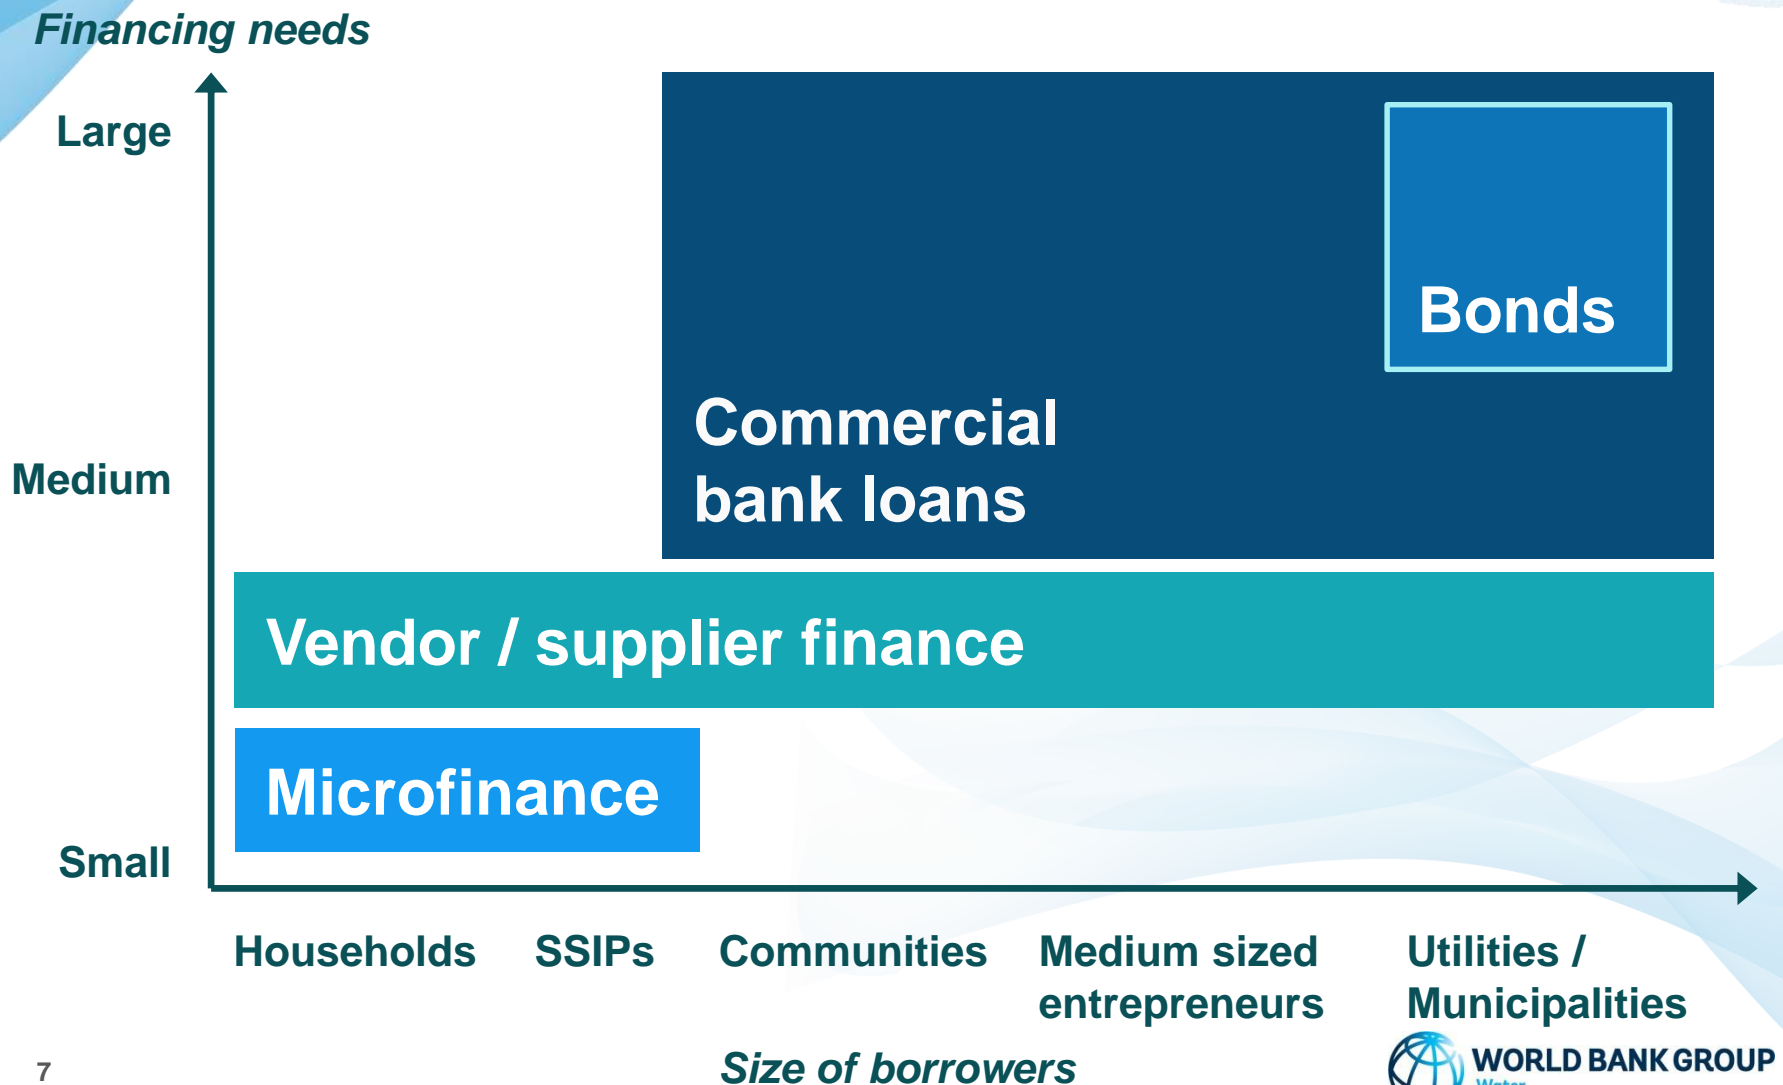 Financing needs
Large
Bonds
Commercial
bank loans
Medium
Vendor / supplier finance
Microfinance
Small
Households
SSIPs
Communities
Medium sized
entrepreneurs
Utilities /
Municipalities
Size of borrowers
7
WORLD BANK GROUP
Water